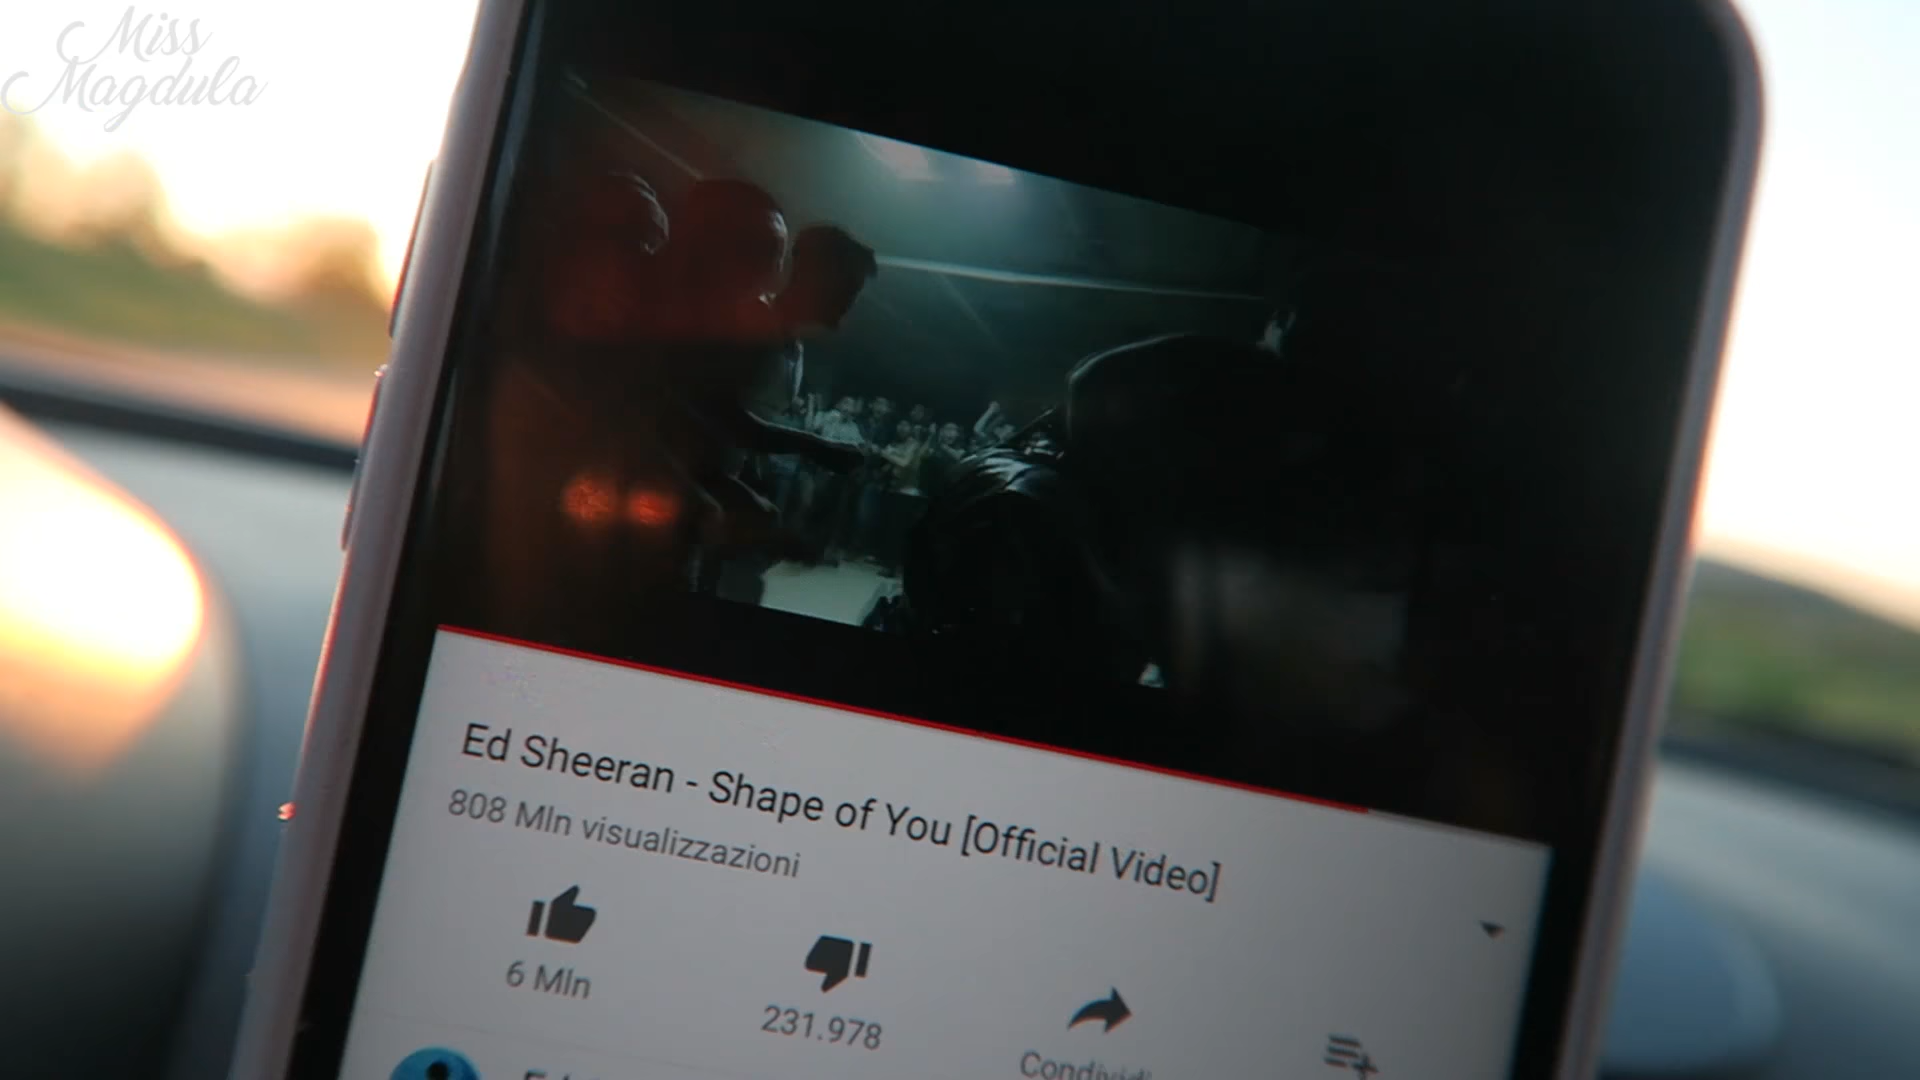 Miss
Magdula
Ed Sheeran - Shape of You [Official Video]
808 Mln visualizzazioni
6 Mln
231.978